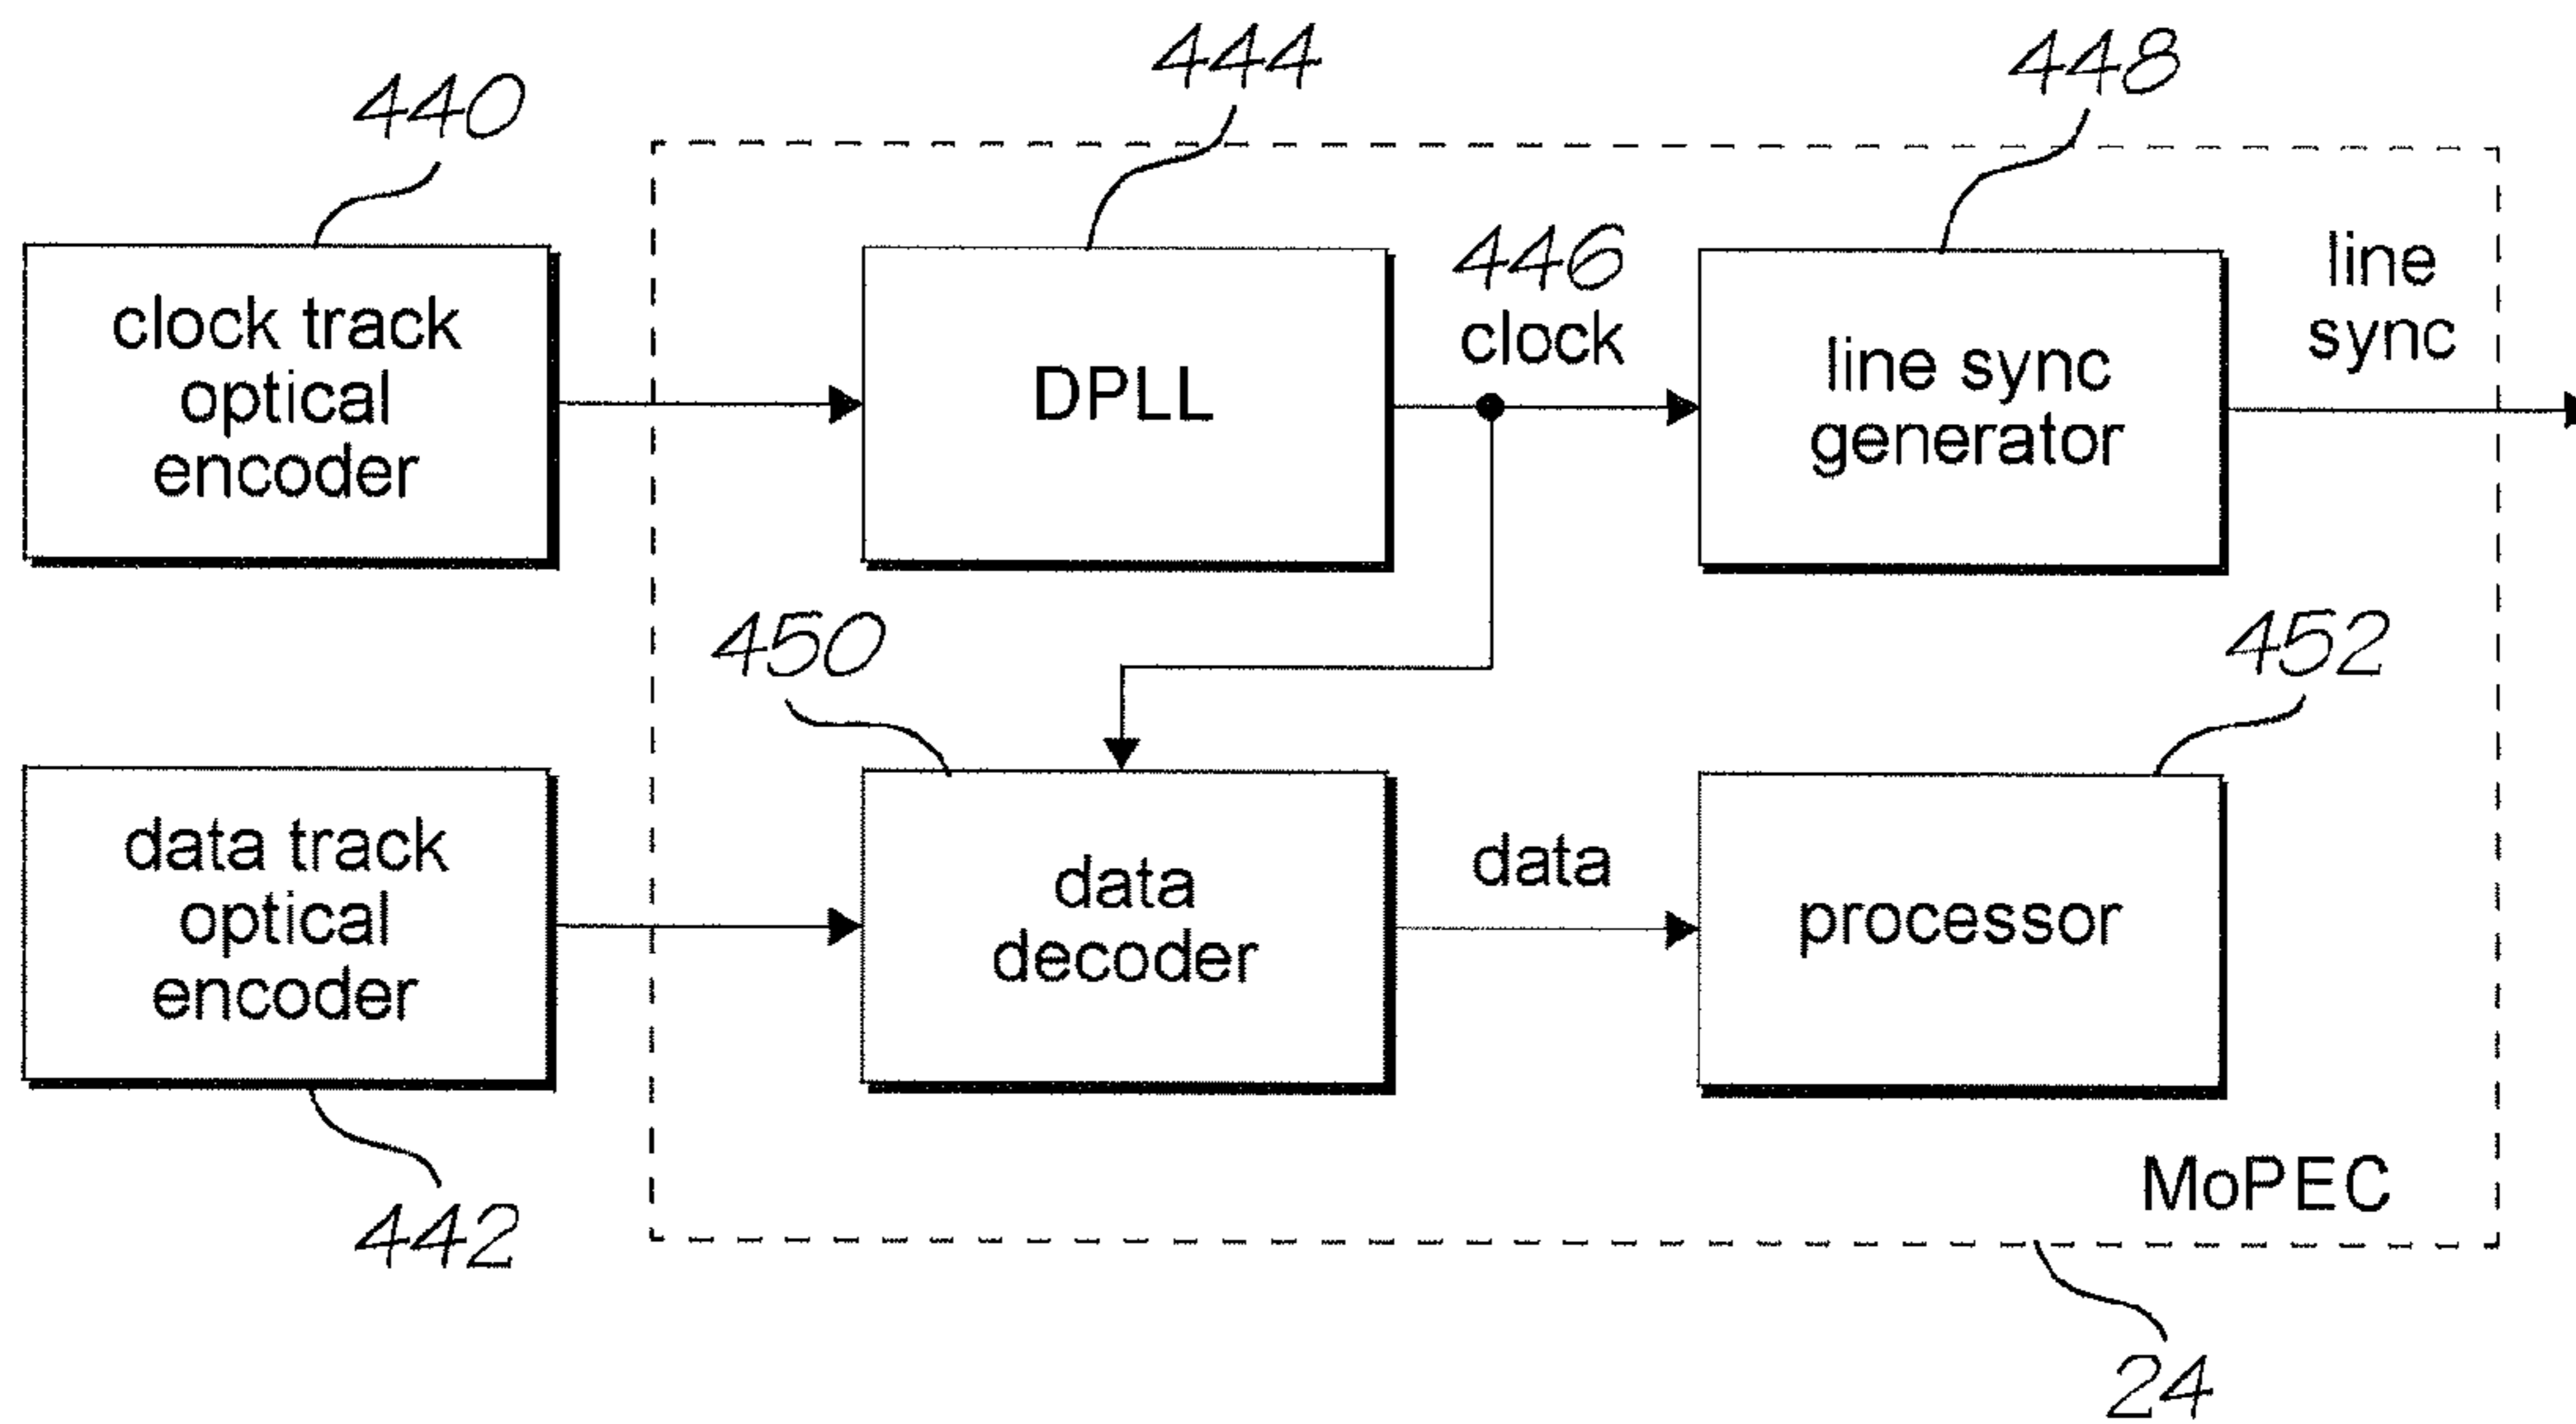 444
448
440
446
clock
line
sync
clock track
optical
encoder
DPLL
line sync
generator
450
452
data track
optical
encoder
data
decoder
data
processor
MoPEC
442
24